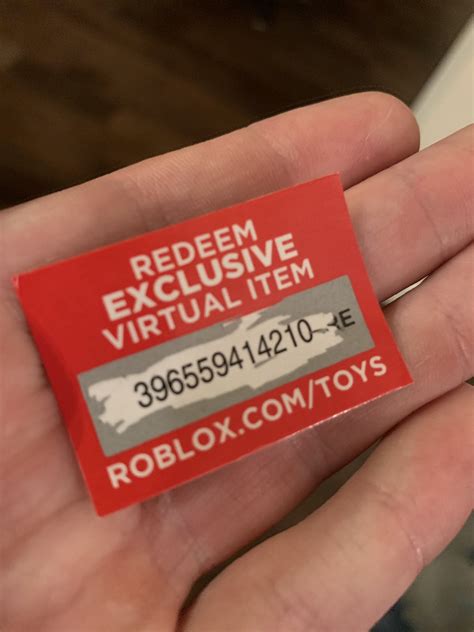 REDEEM
EXCLUSIVE
VIRTUAL ITEM
396559414210
ROBLOX.COM/TOYS